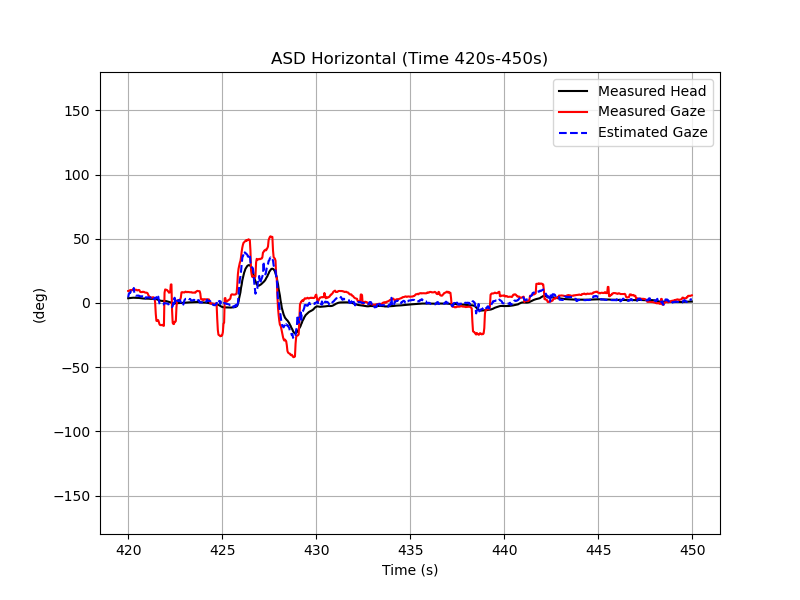 ASD Horizontal (Time 420s-450s)
Measured Head
Measured Gaze
Estimated Gaze
150
100
50
0
−50
−100
−150
(deg)
420 425 430 435 440 445 450
Time (s)